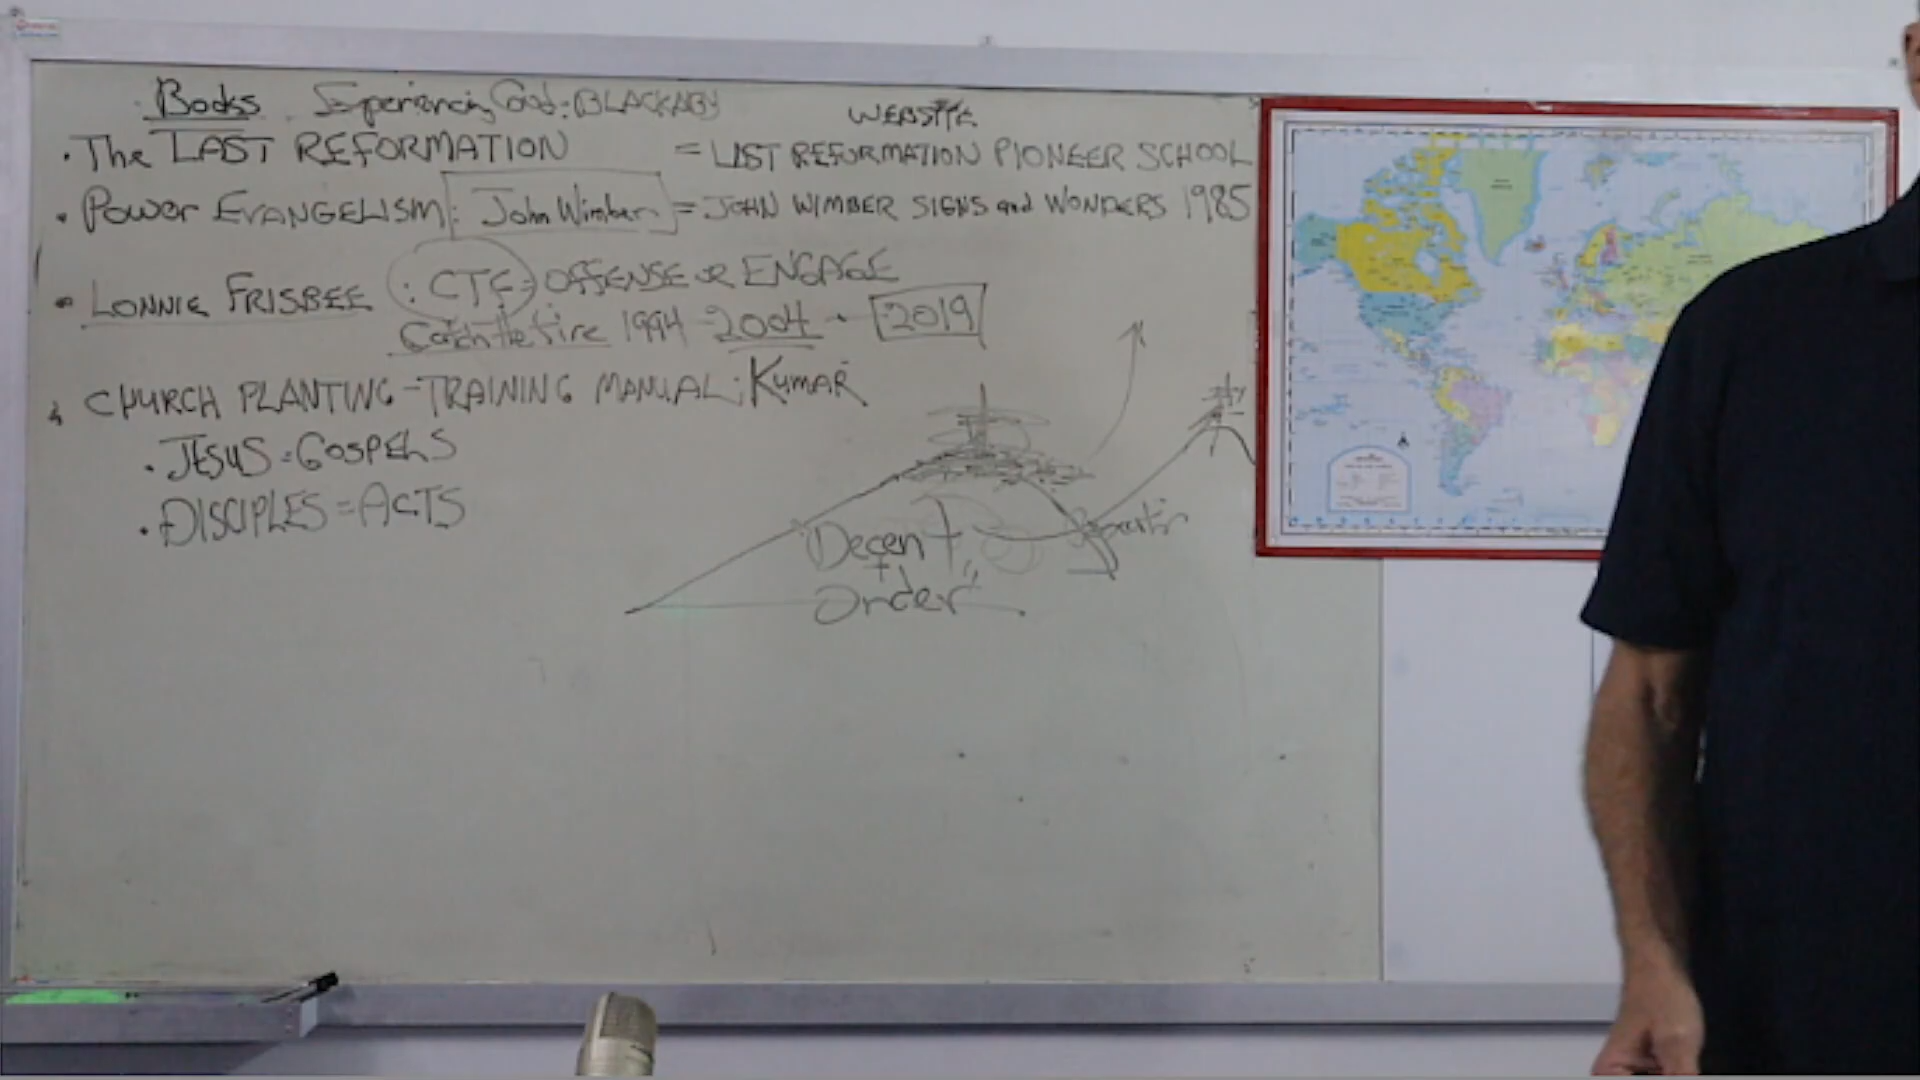 Books Experiencing God: BLACKABY
WEBSITE
• The LAST REFORMATION = LAST REFORMATION PIONEER SCHOOL
• Power EVANGELISM: John Wimber = JOHN WIMBER SIGNS and WONDERS 1985
• LONNIE FRISBEE : CTF = OFFENSE OR ENGAGE
Catch the Fire 1994 - 2004 - 2019
CHURCH PLANTING - TRAINING MANUAL; KUMAR
• JESUS = GOSPELS
• DISCIPLES = ACTS
Decent
+
Order"